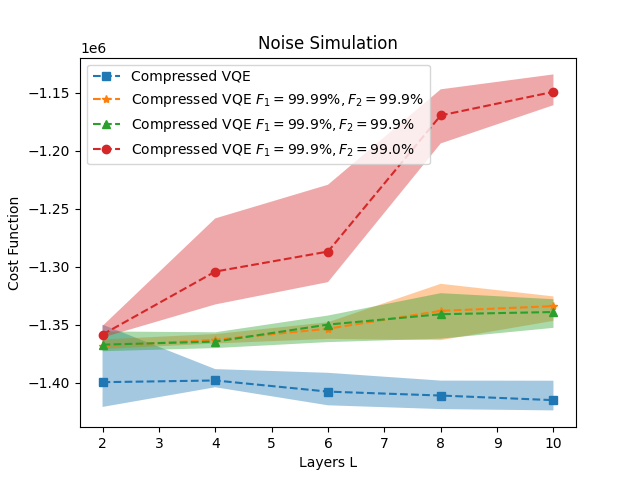 Noise Simulation
1e6
Compressed VQE
Compressed VQE F₁ = 99.99%, F₂ = 99.9%
Compressed VQE F₁ = 99.9%, F₂ = 99.9%
Compressed VQE F₁ = 99.9%, F₂ = 99.0%
−1.15
−1.20
−1.25
−1.30
−1.35
−1.40
Cost Function
2 3 4 5 6 7 8 9 10
Layers L